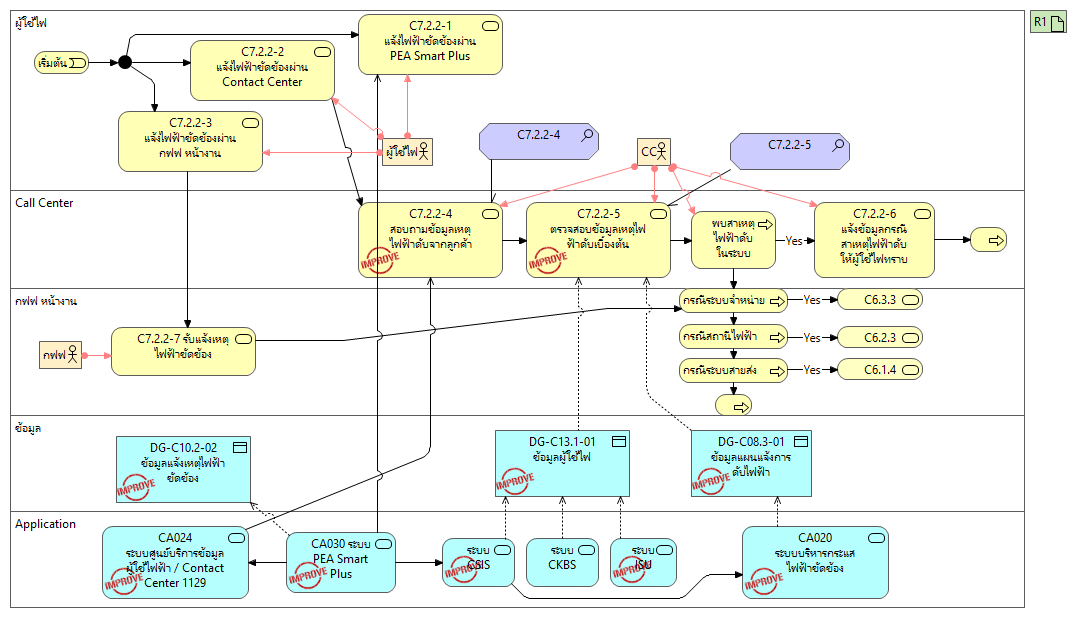 ผู้ใช้ไฟ
R1
เริ่มต้น
C7.2.2-1
แจ้งไฟฟ้าขัดข้องผ่าน
PEA Smart Plus
C7.2.2-2
แจ้งไฟฟ้าขัดข้องผ่าน
Contact Center
C7.2.2-3
แจ้งไฟฟ้าขัดข้องผ่าน
กฟฟ หน้างาน
ผู้ใช้ไฟ
C7.2.2-4
CC
C7.2.2-5
Call Center
C7.2.2-4
สอบถามข้อมูลเหตุ
ไฟฟ้าดับจากลูกค้า
IMPROVE
C7.2.2-5
ตรวจสอบข้อมูลเหตุไฟ
ฟ้าดับเบื้องต้น
IMPROVE
พบสาเหตุ
ไฟฟ้าดับ
ในระบบ
Yes
C7.2.2-6
แจ้งข้อมูลกรณี
สาเหตุไฟฟ้าดับ
ให้ผู้ใช้ไฟทราบ
กฟฟ หน้างาน
กฟฟ
C7.2.2-7 รับแจ้งเหตุ
ไฟฟ้าขัดข้อง
กรณีระบบจำหน่าย
Yes
C6.3.3
กรณีสถานีไฟฟ้า
Yes
C6.2.3
กรณีระบบสายส่ง
Yes
C6.1.4
ข้อมูล
DG-C10.2-02
ข้อมูลแจ้งเหตุไฟฟ้า
ขัดข้อง
IMPROVE
DG-C13.1-01
ข้อมูลผู้ใช้ไฟ
IMPROVE
DG-C08.3-01
ข้อมูลแผนแจ้งการ
ดับไฟฟ้า
IMPROVE
Application
CA024
ระบบศูนย์บริการข้อมูล
ผู้ใช้ไฟฟ้า / Contact
Center 1129
IMPROVE
CA030 ระบบ
PEA Smart
Plus
IMPROVE
ระบบ
CSIS
IMPROVE
ระบบ
CKBS
ระบบ
ISU
IMPROVE
CA020
ระบบบริหารกระแส
ไฟฟ้าขัดข้อง
IMPROVE